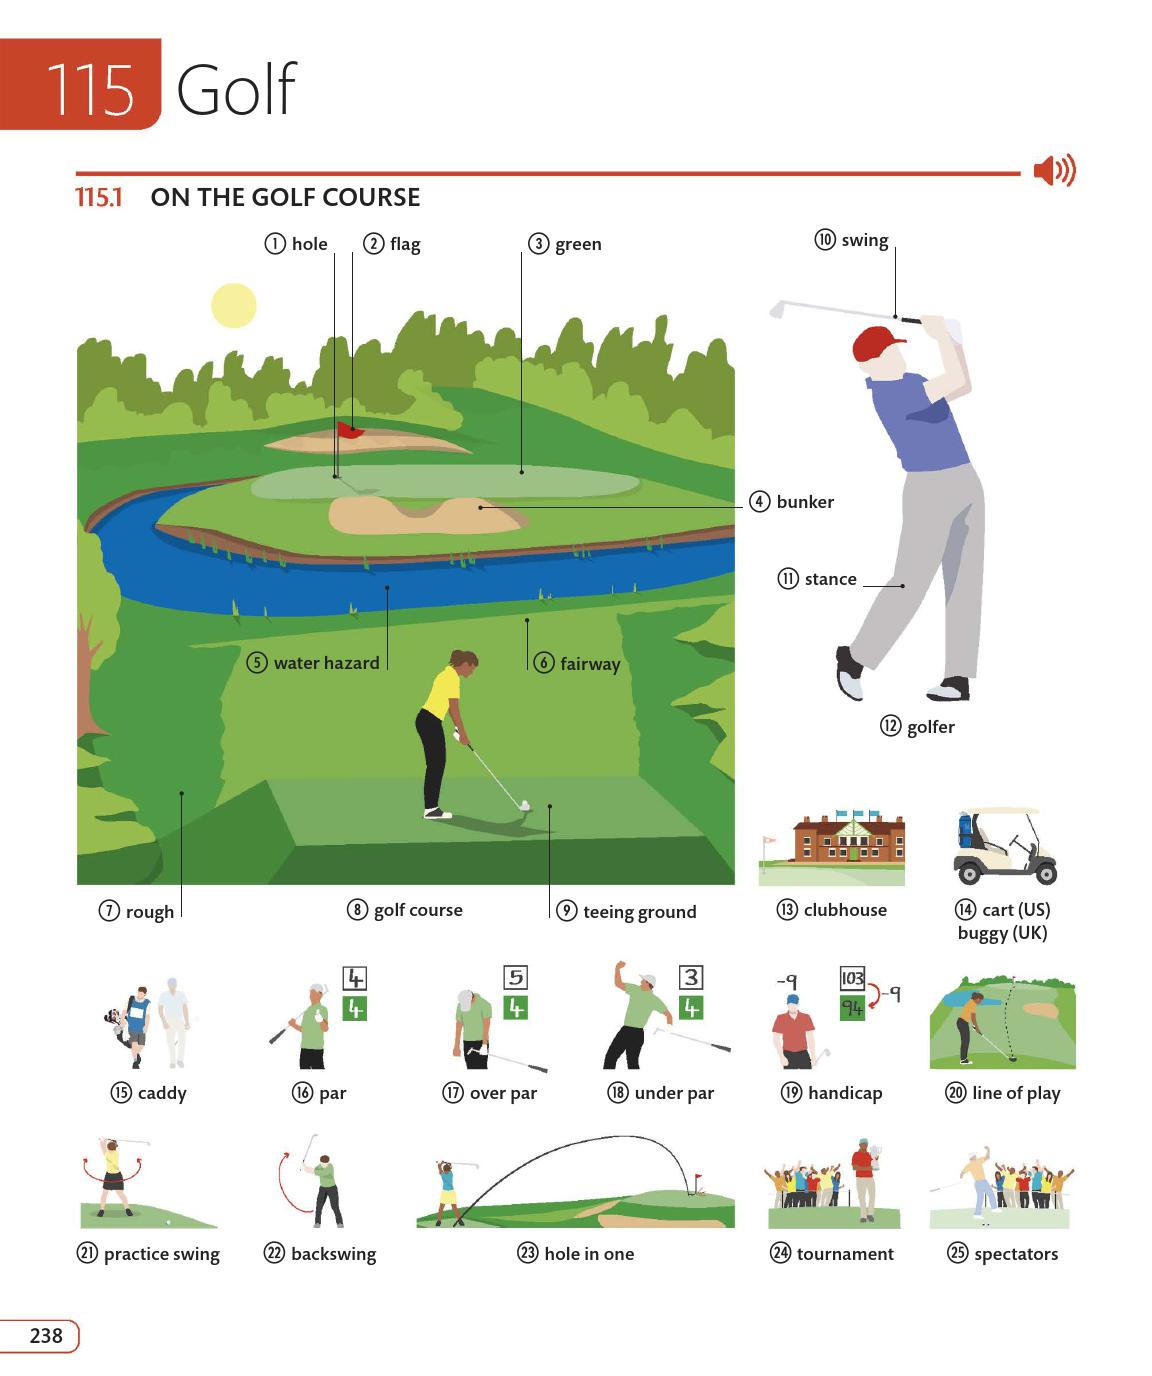 115 Golf
115.1 ON THE GOLF COURSE
1 hole
2 flag
3 green
10 swing
4 bunker
11 stance
5 water hazard
6 fairway
12 golfer
7 rough
8 golf course
9 teeing ground
13 clubhouse
14 cart (US)
buggy (UK)
4
4
5
4
3
4
-9
103
94
-9
15 caddy
16 par
17 over par
18 under par
19 handicap
20 line of play
21 practice swing
22 backswing
23 hole in one
24 tournament
25 spectators
238